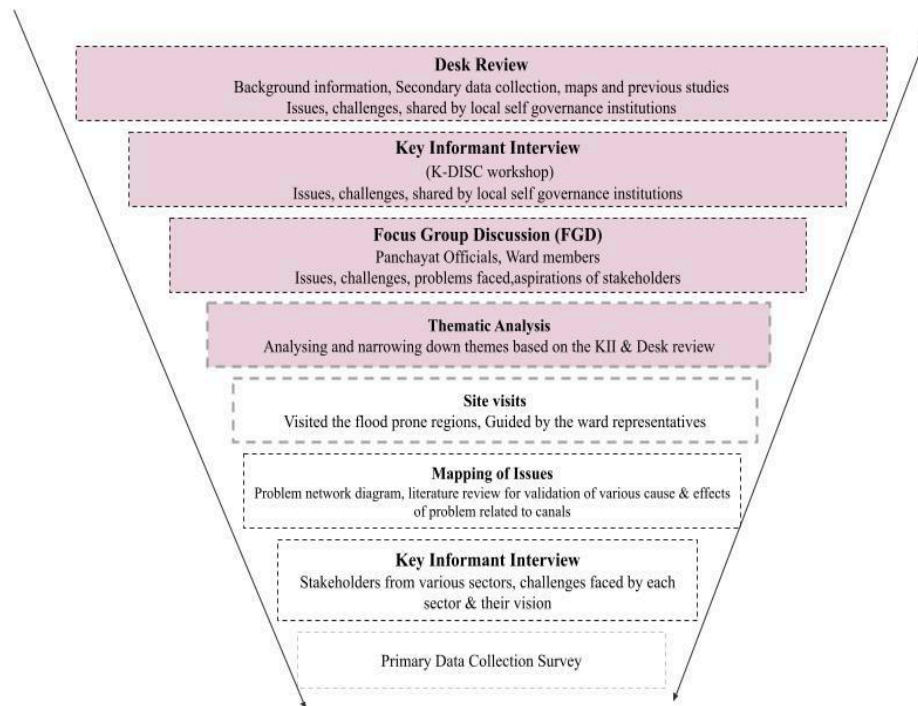 Desk Review
Background information, Secondary data collection, maps and previous studies
Issues, challenges, shared by local self governance institutions
Key Informant Interview
(K-DISC workshop)
Issues, challenges, shared by local self governance institutions
Focus Group Discussion (FGD)
Panchayat Officials, Ward members
Issues, challenges, problems faced,aspirations of stakeholders
Thematic Analysis
Analysing and narrowing down themes based on the KII & Desk review
Site visits
Visited the flood prone regions, Guided by the ward representatives
Mapping of Issues
Problem network diagram, literature review for validation of various cause & effects
of problem related to canals
Key Informant Interview
Stakeholders from various sectors, challenges faced by each
sector & their vision
Primary Data Collection Survey